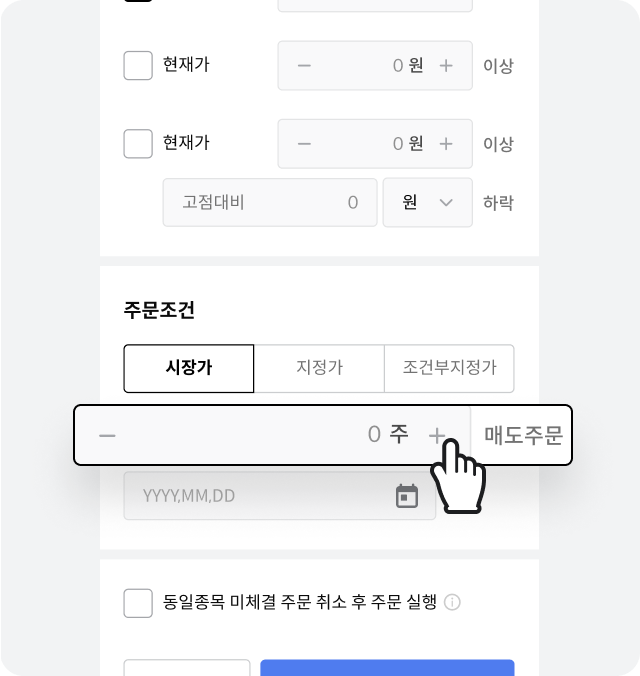 현재가 — 0 원 + 이상
현재가 — 0 원 + 이상
고점대비 0 원 하락
주문조건
시장가 지정가 조건부지정가
— 0 주 + 매도주문
YYYY,MM,DD
동일종목 미체결 주문 취소 후 주문 실행